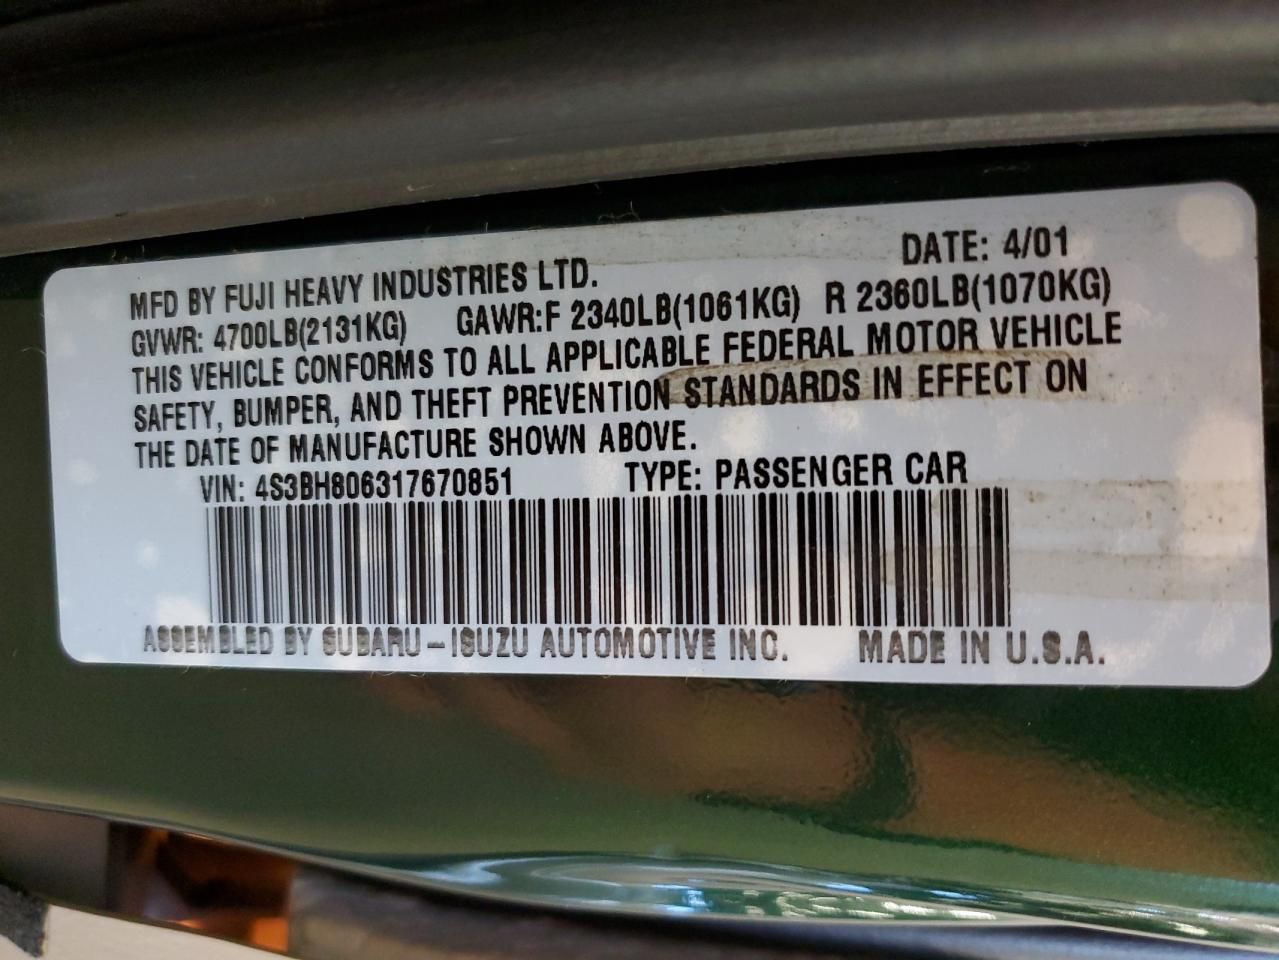 DATE: 4/01
MFD BY FUJI HEAVY INDUSTRIES LTD.
GVWR: 4700LB(2131KG) GAWR:F 2340LB(1061KG) R 2360LB(1070KG)
THIS VEHICLE CONFORMS TO ALL APPLICABLE FEDERAL MOTOR VEHICLE
SAFETY, BUMPER, AND THEFT PREVENTION STANDARDS IN EFFECT ON
THE DATE OF MANUFACTURE SHOWN ABOVE.
VIN: 4S3BH806317670851 TYPE: PASSENGER CAR
ASSEMBLED BY SUBARU-ISUZU AUTOMOTIVE INC. MADE IN U.S.A.